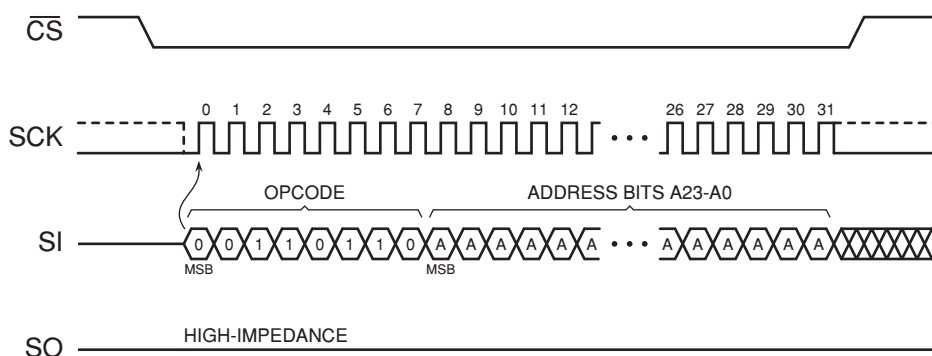 CS
0 1 2 3 4 5 6 7 8 9 10 11 12 26 27 28 29 30 31
SCK
OPCODE ADDRESS BITS A23-A0
SI 0 0 1 1 0 1 1 0 A A A A A A A A A A A A
MSB MSB
HIGH-IMPEDANCE
SO